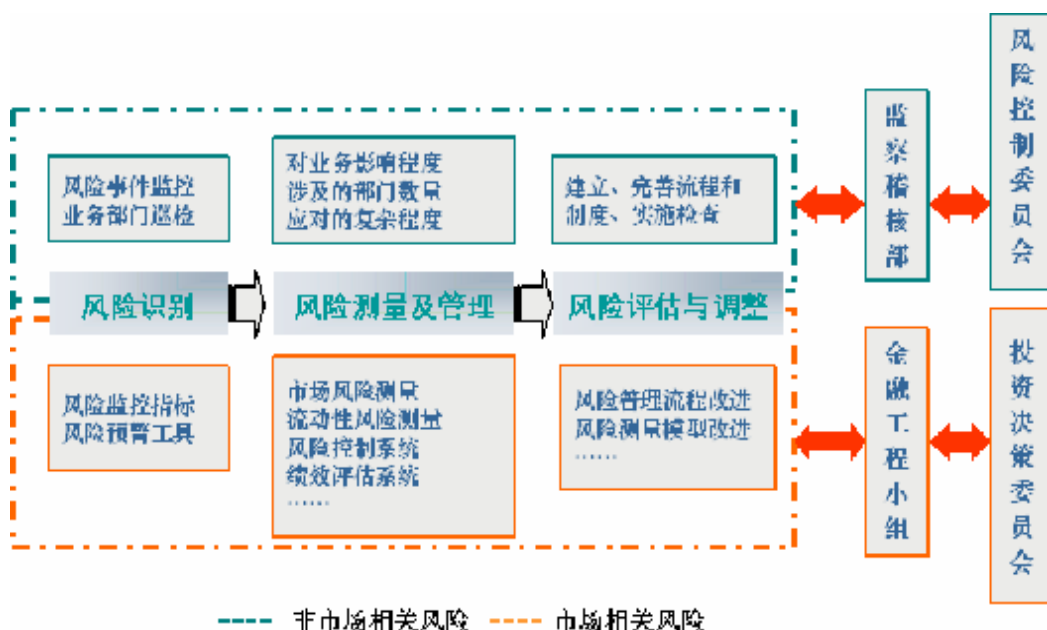 风险控制委员会
监察稽核部
风险事件监控
业务部门巡检
对业务影响程度
涉及的部门数量
应对的复杂程度
建立、完善流程和
制度、实施检查
风险识别
风险测量及管理
风险评估与调整
风险监控指标
风险预警工具
市场风险测量
流动性风险测量
风险控制系统
绩效评估系统
……
风险管理流程改进
风险测量模型改进
……
金融工程小组
投资决策委员会
非市场相关风险
市场相关风险